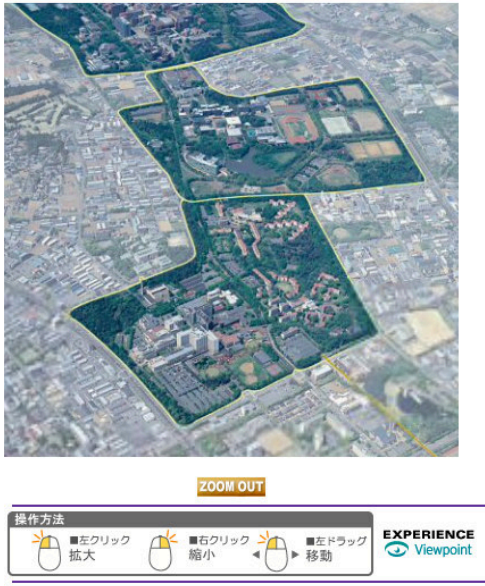 ZOOM OUT
操作方法
■左クリック
拡大
■右クリック
縮小
■左ドラッグ
移動
EXPERIENCE
Viewpoint